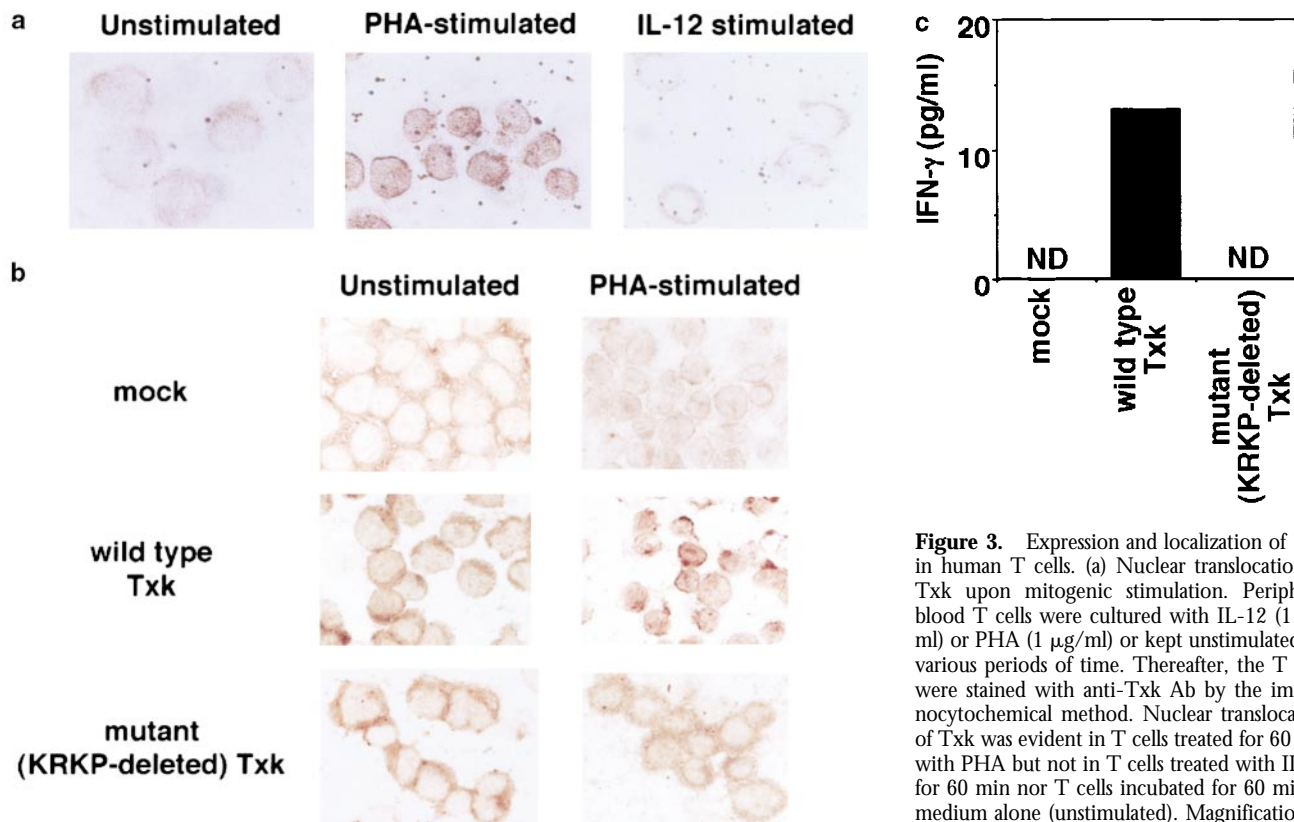 a
Unstimulated PHA-stimulated IL-12 stimulated
b
Unstimulated PHA-stimulated
mock
wild type
Txk
mutant
(KRKP-deleted) Txk
c
IFN-γ (pg/ml)
20
10
0
ND ND
mock
wild type
Txk
mutant
(KRKP-deleted)
Txk
Figure 3. Expression and localization of
in human T cells. (a) Nuclear translocation
Txk upon mitogenic stimulation. Periph
blood T cells were cultured with IL-12 (1
ml) or PHA (1 μg/ml) or kept unstimulated
various periods of time. Thereafter, the T
were stained with anti-Txk Ab by the im
nocytochemical method. Nuclear transloca
of Txk was evident in T cells treated for 60
with PHA but not in T cells treated with IL
for 60 min nor T cells incubated for 60 mi
medium alone (unstimulated). Magnificatio